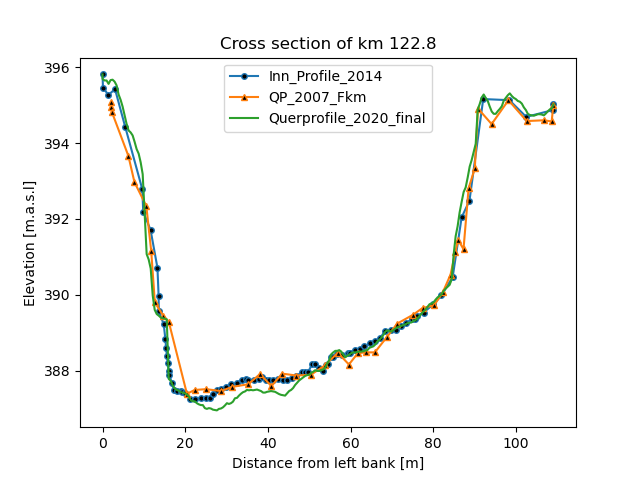 Cross section of km 122.8
Inn_Profile_2014
QP_2007_Fkm
Querprofile_2020_final
396
394
392
390
388
Elevation [m.a.s.l]
0 20 40 60 80 100
Distance from left bank [m]